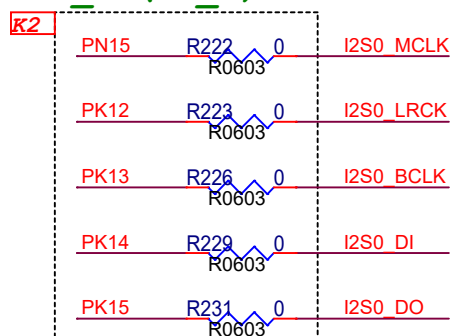 K2
PN15 R222 0 I2S0_MCLK
R0603
PK12 R223 0 I2S0_LRCK
R0603
PK13 R226 0 I2S0_BCLK
R0603
PK14 R229 0 I2S0_DI
R0603
PK15 R231 0 I2S0_DO
R0603